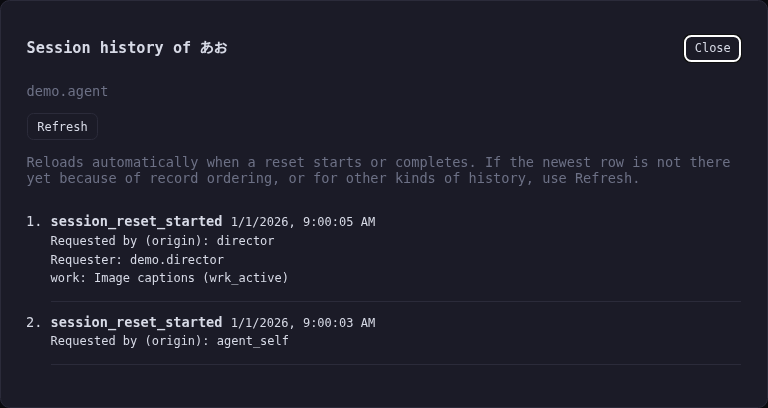 Session history of あお
Close
demo.agent
Refresh
Reloads automatically when a reset starts or completes. If the newest row is not there
yet because of record ordering, or for other kinds of history, use Refresh.
1. session_reset_started 1/1/2026, 9:00:05 AM
Requested by (origin): director
Requester: demo.director
work: Image captions (wrk_active)
2. session_reset_started 1/1/2026, 9:00:03 AM
Requested by (origin): agent_self